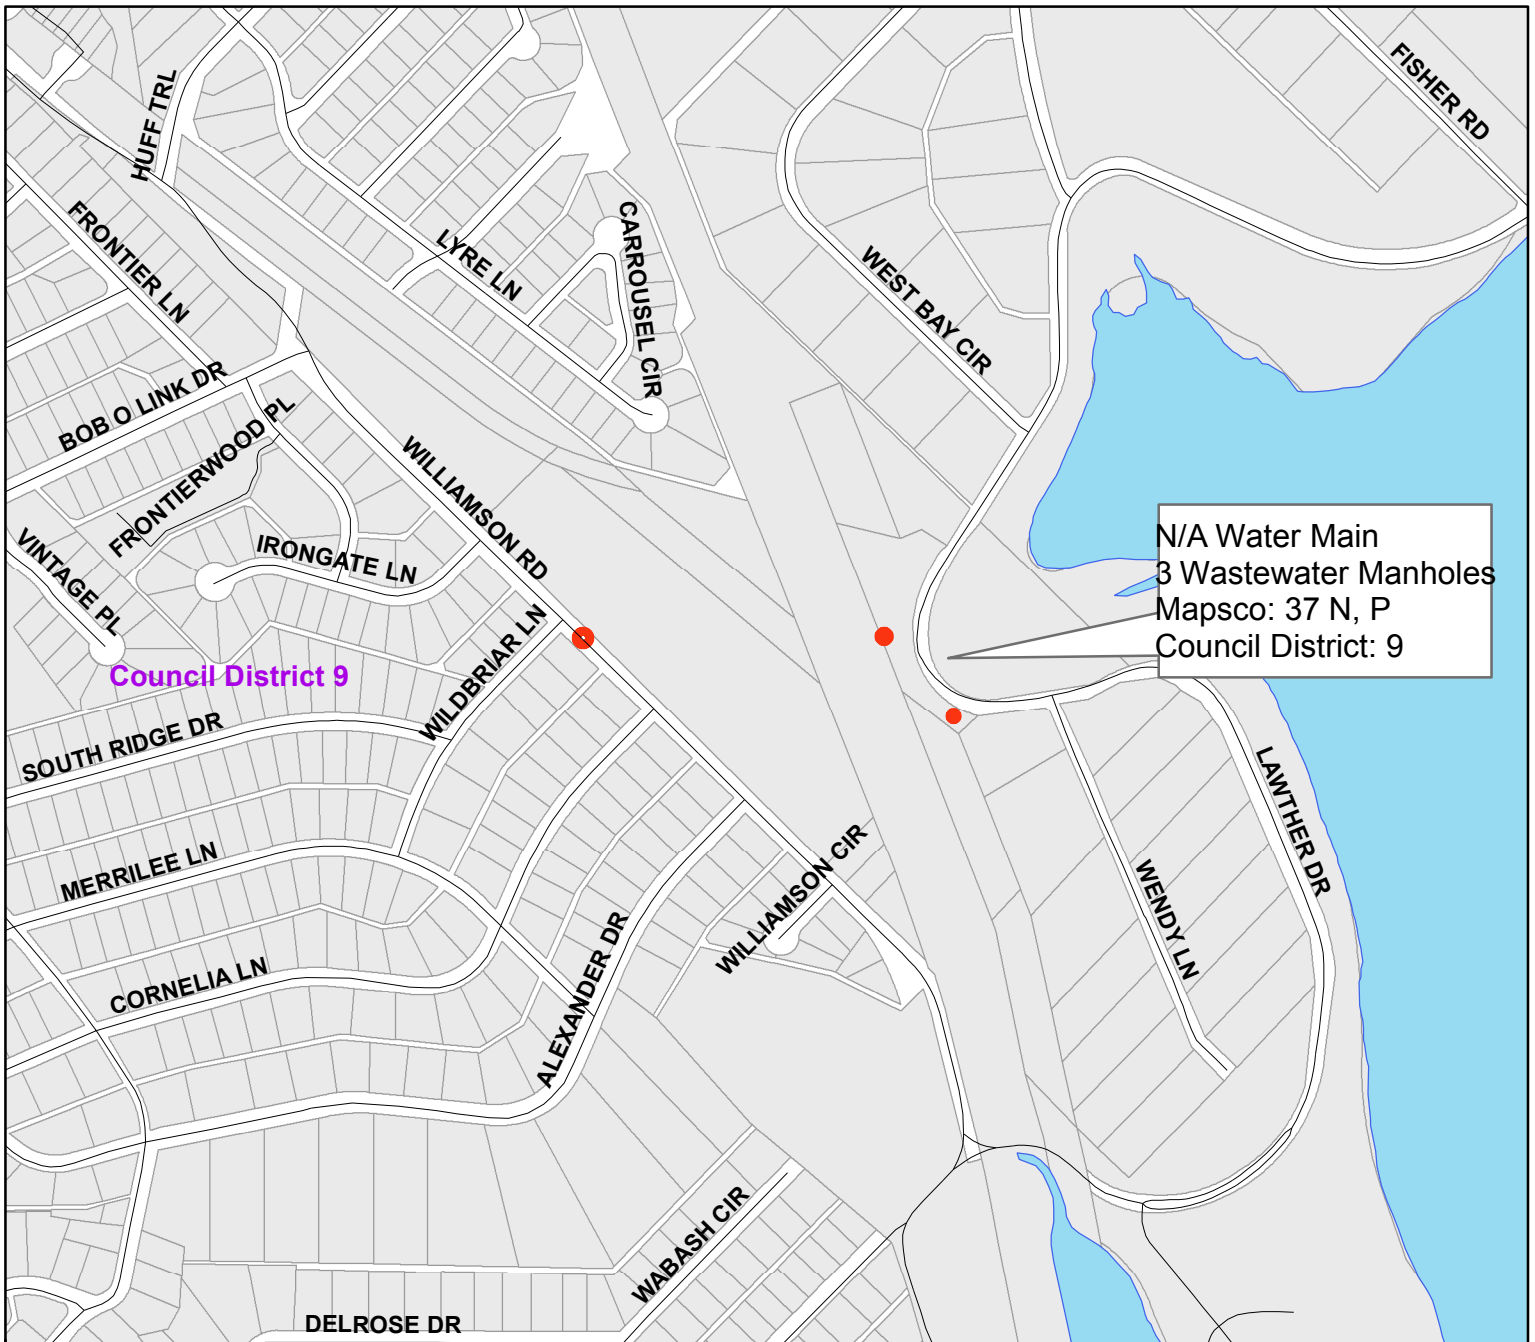 FISHER RD
HUFF TRL
FRONTIER LN
LYRE LN
CARROUSEL CIR
WEST BAY CIR
BOB O LINK DR
FRONTIERWOOD PL
WILLIAMSON RD
VINTAGE PL
IRONGATE LN
N/A Water Main
3 Wastewater Manholes
Mapsco: 37 N, P
Council District: 9
WILDBRIAR LN
Council District 9
SOUTH RIDGE DR
LAWTHER DR
MERRILEE LN
WILLIAMSON CIR
WENDY LN
CORNELIA LN
ALEXANDER DR
WABASH CIR
DELROSE DR